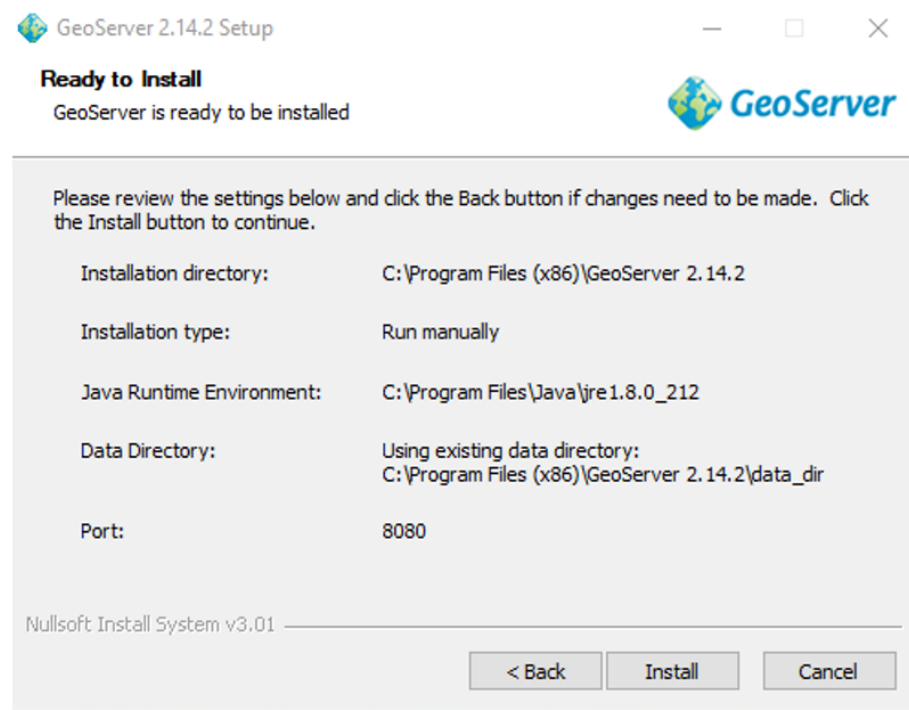 GeoServer 2.14.2 Setup
Ready to Install
GeoServer is ready to be installed
GeoServer
Please review the settings below and click the Back button if changes need to be made.  Click
the Install button to continue.
Installation directory: C:\Program Files (x86)\GeoServer 2.14.2
Installation type: Run manually
Java Runtime Environment: C:\Program Files\Java\jre1.8.0_212
Data Directory: Using existing data directory:
C:\Program Files (x86)\GeoServer 2.14.2\data_dir
Port: 8080
Nullsoft Install System v3.01
< Back Install Cancel